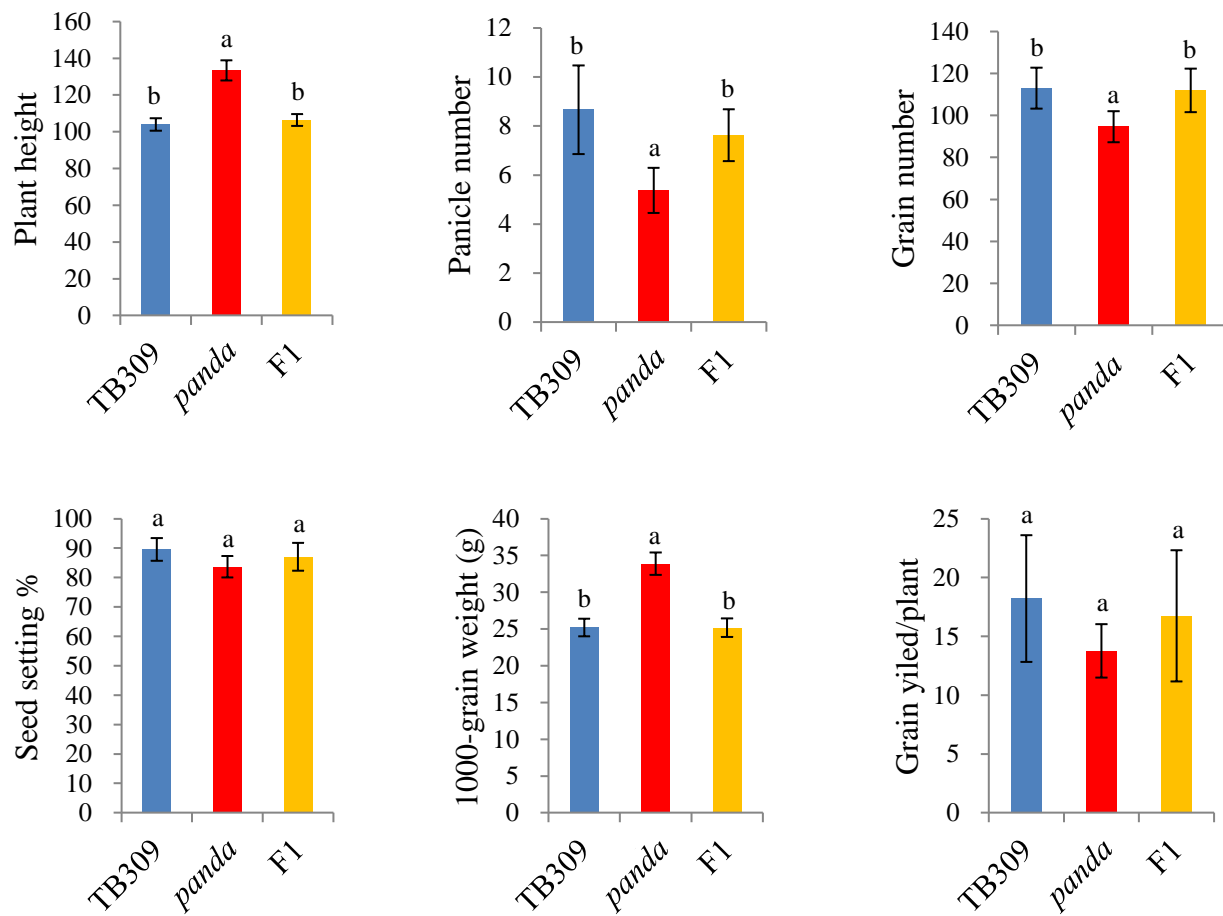 Plant height
160
140
120
100
80
60
40
20
0
b
a
b
TB309
panda
F1
Panicle number
12
10
8
6
4
2
0
b
a
b
TB309
panda
F1
Grain number
140
120
100
80
60
40
20
0
b
a
b
TB309
panda
F1
Seed setting %
100
90
80
70
60
50
40
30
20
10
0
a
a
a
TB309
panda
F1
1000-grain weight (g)
40
35
30
25
20
15
10
5
0
b
a
b
TB309
panda
F1
Grain yiled/plant
25
20
15
10
5
0
a
a
a
TB309
panda
F1